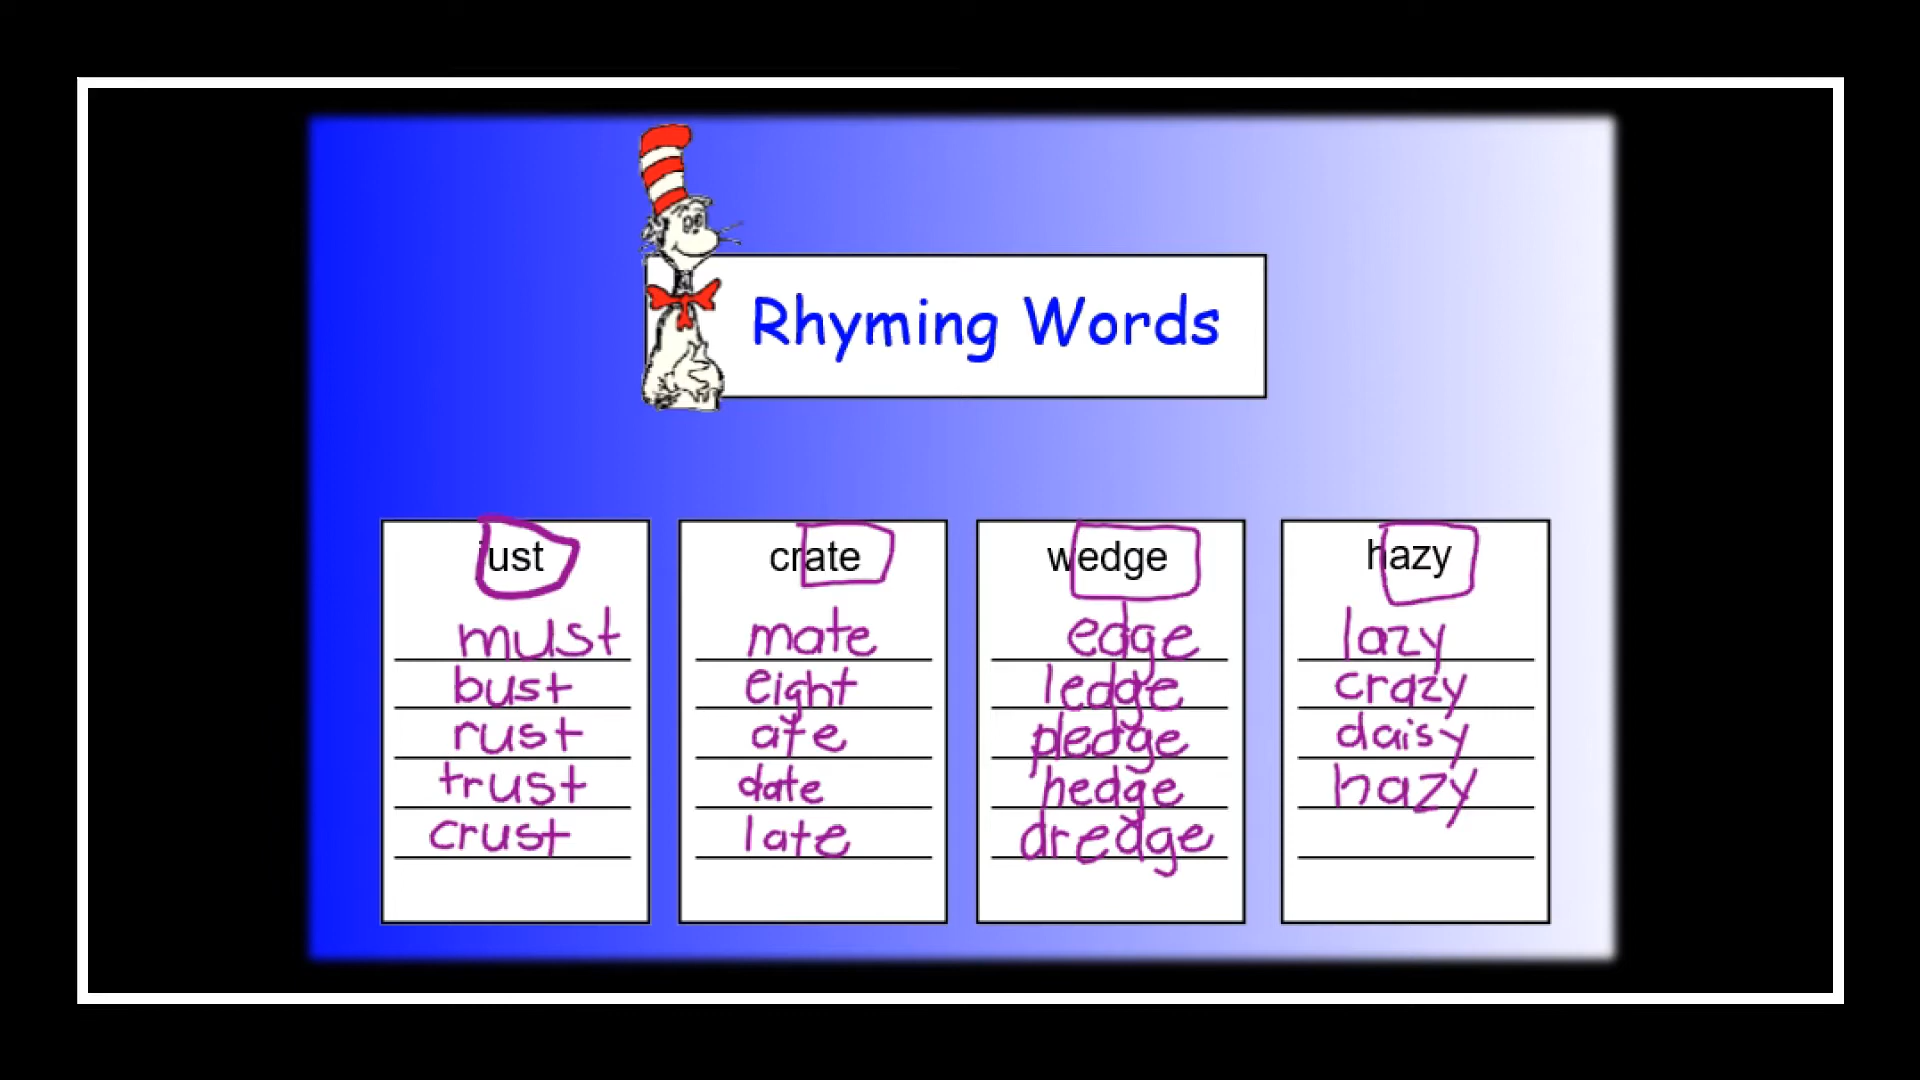 Rhyming Words
just
must
bust
rust
trust
crust
crate
mate
eight
ate
date
late
wedge
edge
ledge
pledge
hedge
dredge
hazy
lazy
crazy
daisy
hazy